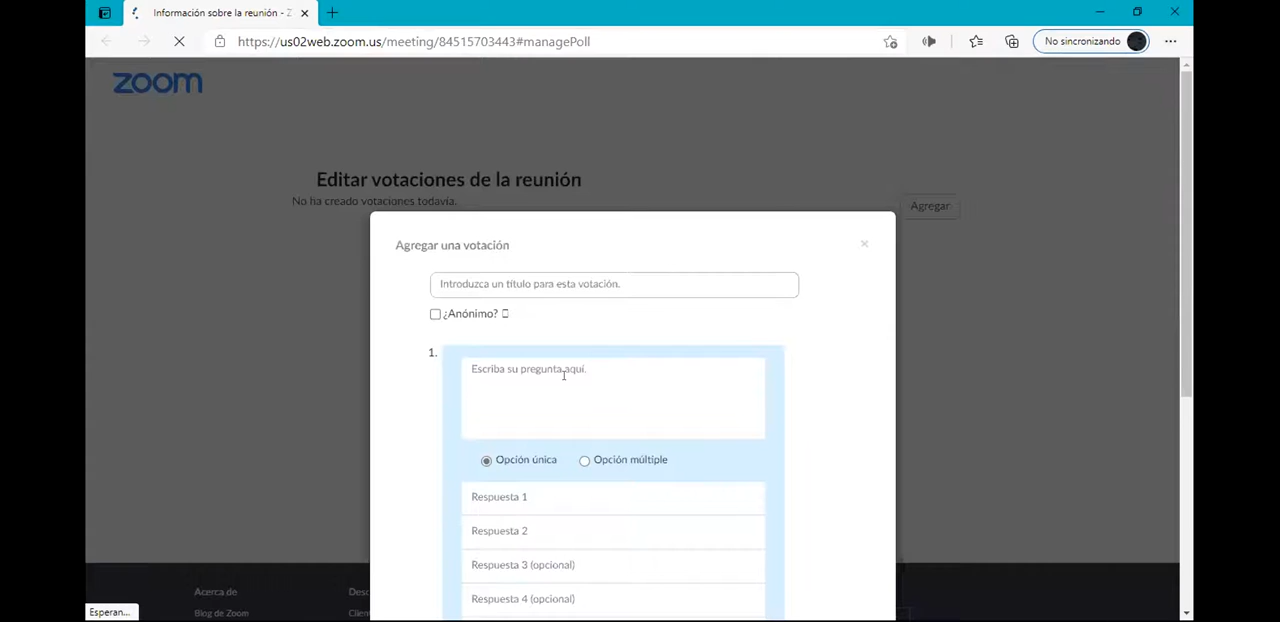 Información sobre la reunión - Z
https://us02web.zoom.us/meeting/84515703443#managePoll
No sincronizando
zoom
Editar votaciones de la reunión
No ha creado votaciones todavía.
Agregar
Agregar una votación
Introduzca un título para esta votación.
¿Anónimo?
1.
Escriba su pregunta aquí.
Opción única
Opción múltiple
Respuesta 1
Respuesta 2
Respuesta 3 (opcional)
Respuesta 4 (opcional)
Acerca de
Desc
Blog de Zoom
Clien
Esperan...